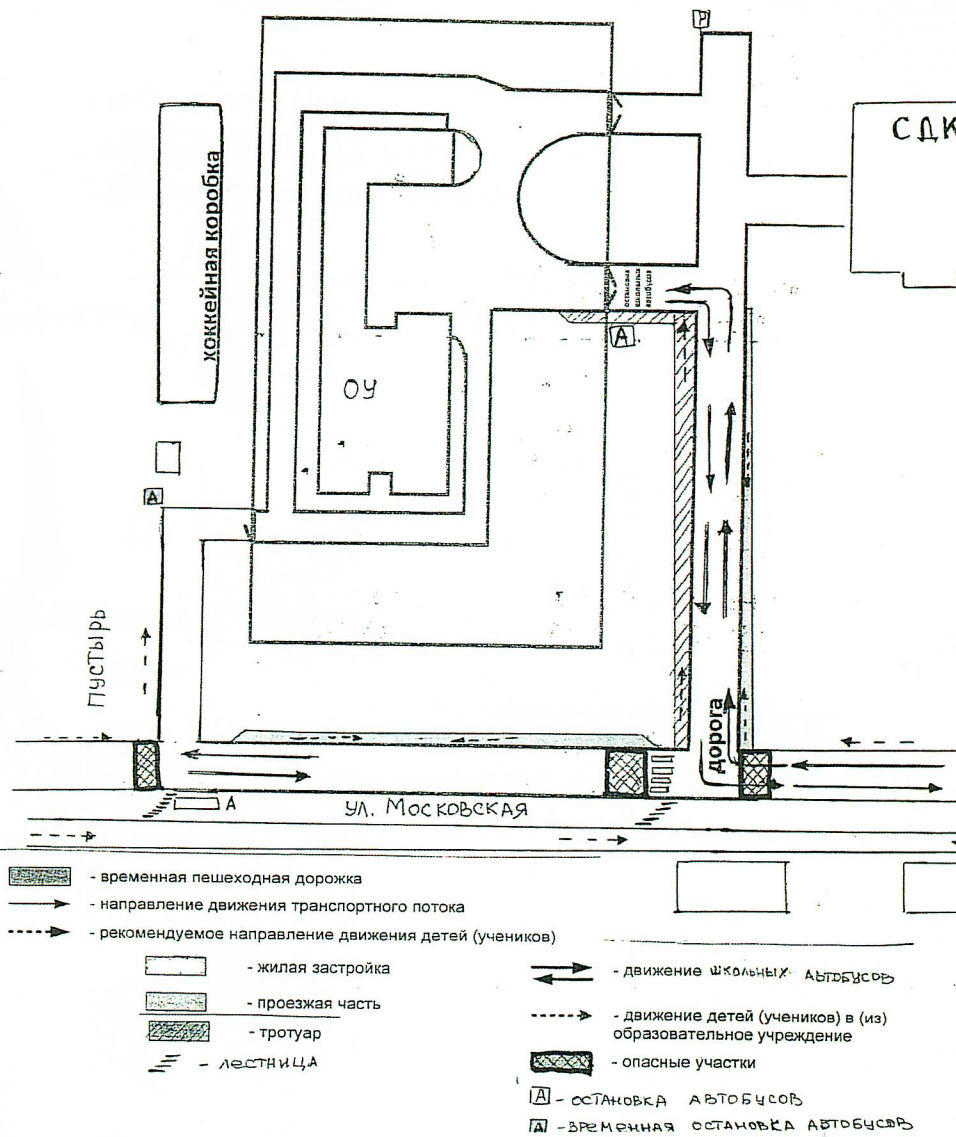 P
СДК
хоккейная коробка
остановка
школьных
автобусов
А
ОУ
А
ПУСТЫРЬ
дорога
А
УЛ. МОСКОВСКАЯ
- временная пешеходная дорожка
- направление движения транспортного потока
- рекомендуемое направление движения детей (учеников)
- жилая застройка
- проезжая часть
- тротуар
- ЛЕСТНИЦА
- движение ШКОЛЬНЫХ АВТОБУСОВ
- движение детей (учеников) в (из)
образовательное учреждение
- опасные участки
А - ОСТАНОВКА АВТОБУСОВ
А - ВРЕМЕННАЯ ОСТАНОВКА АВТОБУСОВ